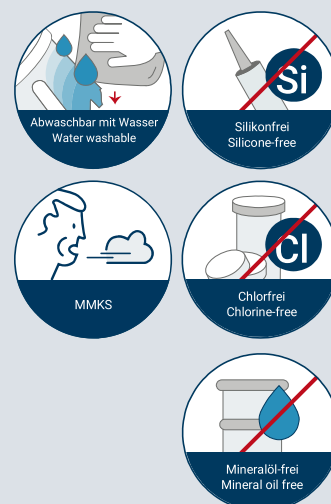 Abwaschbar mit Wasser
Water washable
Si
Silikonfrei
Silicone-free
MMKS
Cl
Chlorfrei
Chlorine-free
Mineralöl-frei
Mineral oil free